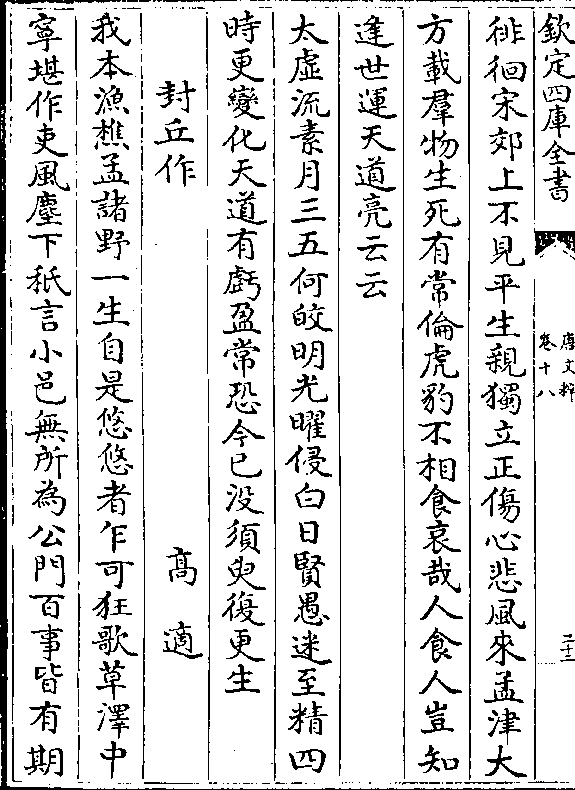 欽定四庫全書
唐文粹
卷十八
二十二
徘徊宋郊上不見平生親獨立正傷心悲風來孟津大
方載羣物生死有常倫虎豹不相食哀哉人食人豈知
逢世運天道亮云云
太虛流素月三五何皎明光曜侵白日賢愚迷至精四
時更變化天道有虧盈常恐今已没須臾復更生
封丘作
高適
我本漁樵孟諸野一生自是悠悠者乍可狂歌草澤中
寧堪作吏風塵下秖言小邑無所為公門百事皆有期